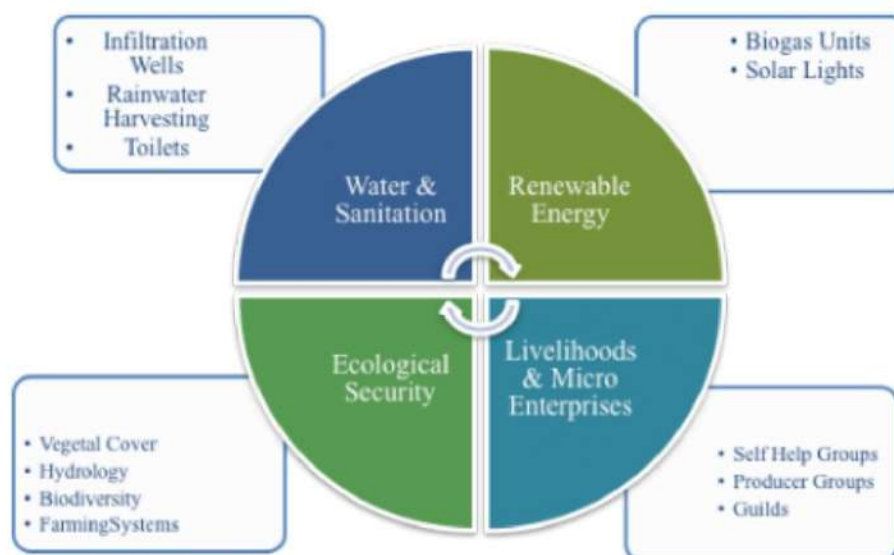 • Infiltration
Wells
• Rainwater
Harvesting
• Toilets
• Biogas Units
• Solar Lights
Water &
Sanitation
Renewable
Energy
Ecological
Security
Livelihoods
& Micro
Enterprises
• Vegetal Cover
• Hydrology
• Biodiversity
• FarmingSystems
• Self Help Groups
• Producer Groups
• Guilds